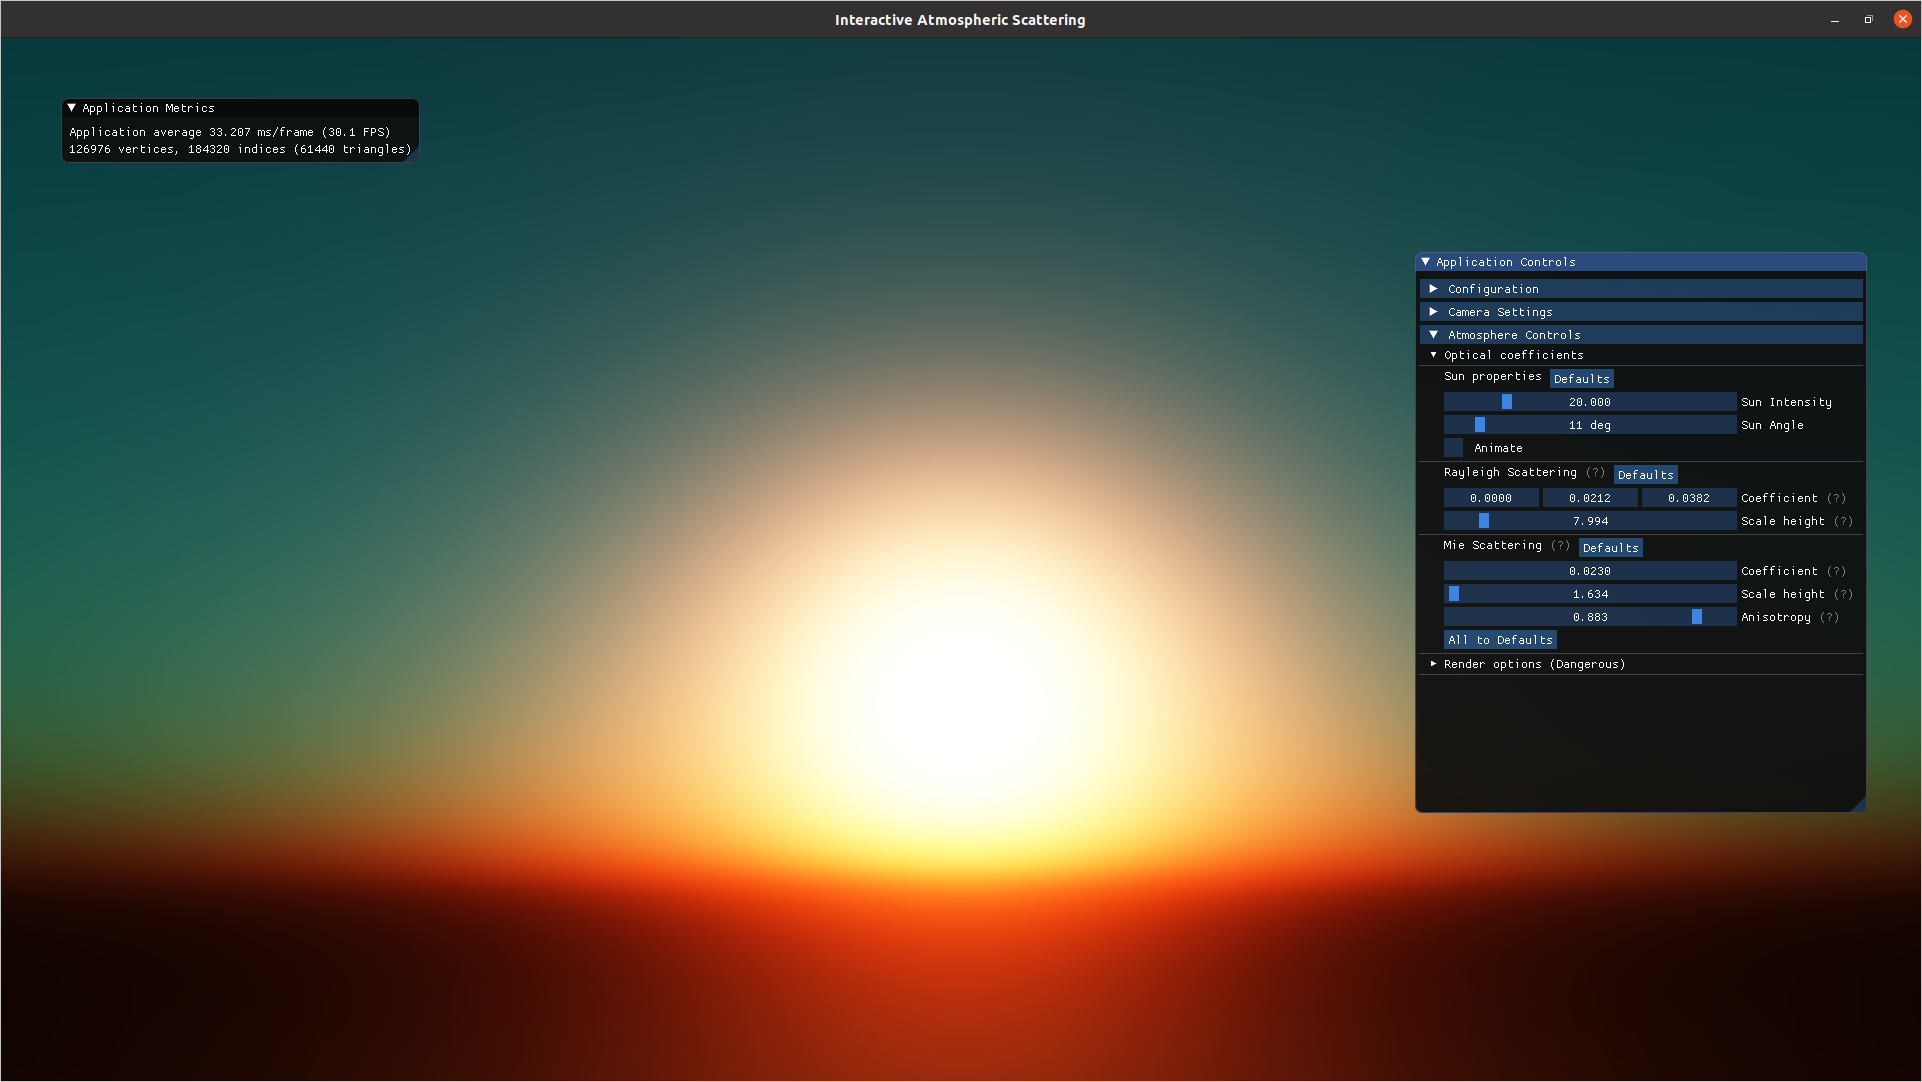 Interactive Atmospheric Scattering
Application Metrics
Application average 33.207 ms/frame (30.1 FPS)
126976 vertices, 184320 indices (61440 triangles)
Application Controls
Configuration
Camera Settings
Atmosphere Controls
Optical coefficients
Sun properties Defaults
20.000 Sun Intensity
11 deg Sun Angle
Animate
Rayleigh Scattering (?) Defaults
0.0000 0.0212 0.0382 Coefficient (?)
7.994 Scale height (?)
Mie Scattering (?) Defaults
0.0230 Coefficient (?)
1.634 Scale height (?)
0.883 Anisotropy (?)
All to Defaults
Render options (Dangerous)